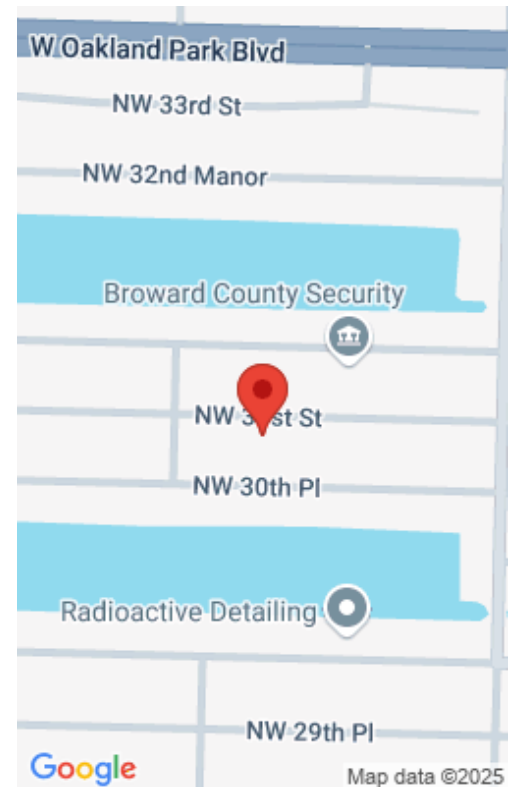 W Oakland Park Blvd
NW 33rd St
NW 32nd Manor
Broward County Security
NW st St
NW 30th Pl
Radioactive Detailing
NW 29th Pl
Google
Map data ©2025